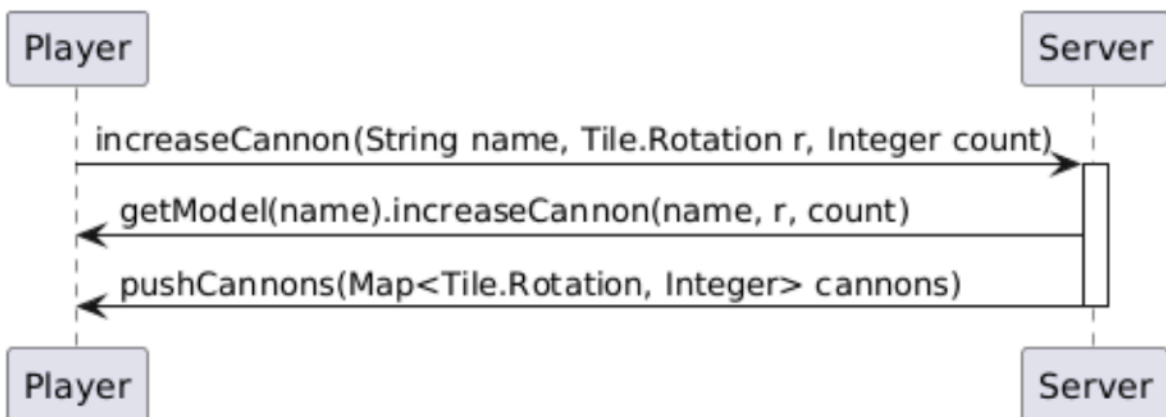 Player
Server
increaseCannon(String name, Tile.Rotation r, Integer count)
getModel(name).increaseCannon(name, r, count)
pushCannons(Map<Tile.Rotation, Integer> cannons)
Player
Server